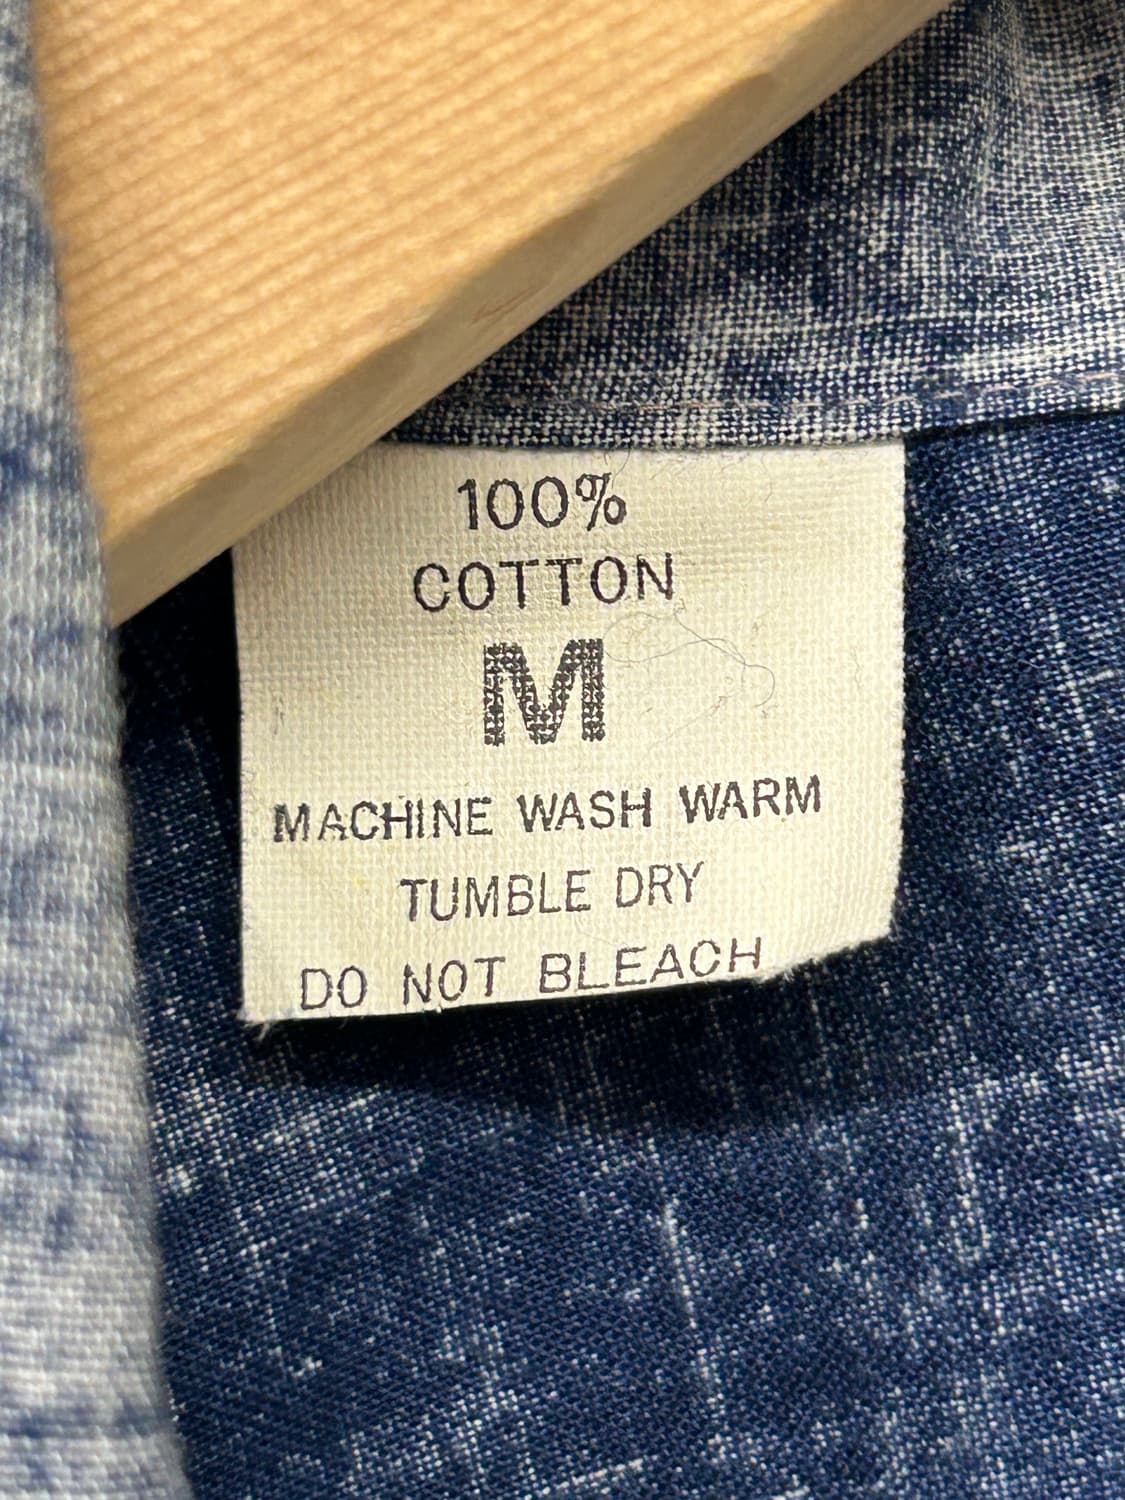 100%
COTTON
M
MACHINE WASH WARM
TUMBLE DRY
DO NOT BLEACH